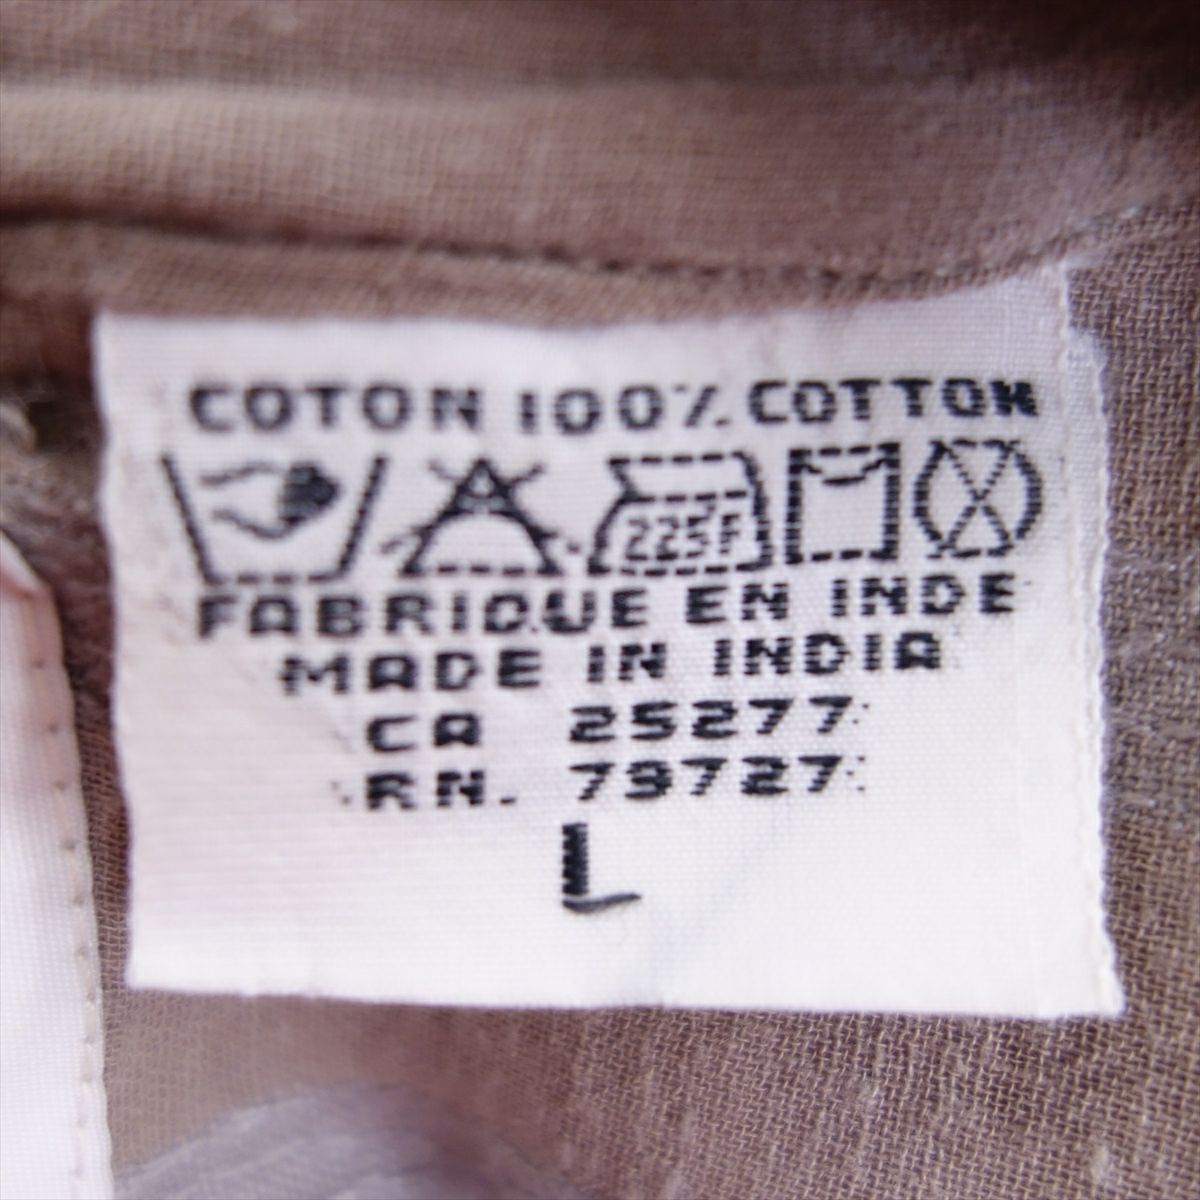 COTON 100% COTTON
225F
FABRIQUE EN INDE
MADE IN INDIA
CA 25277
RN. 79727
L